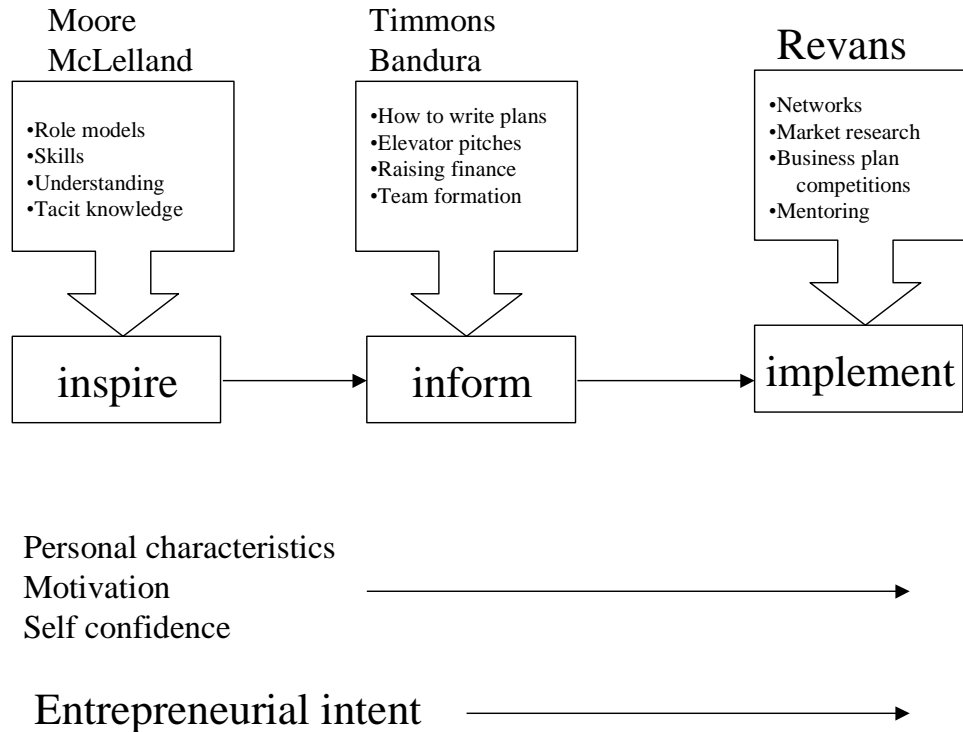 Moore
McLelland
•Role models
•Skills
•Understanding
•Tacit knowledge
inspire
Timmons
Bandura
•How to write plans
•Elevator pitches
•Raising finance
•Team formation
inform
Revans
•Networks
•Market research
•Business plan
competitions
•Mentoring
implement
Personal characteristics
Motivation
Self confidence
Entrepreneurial intent